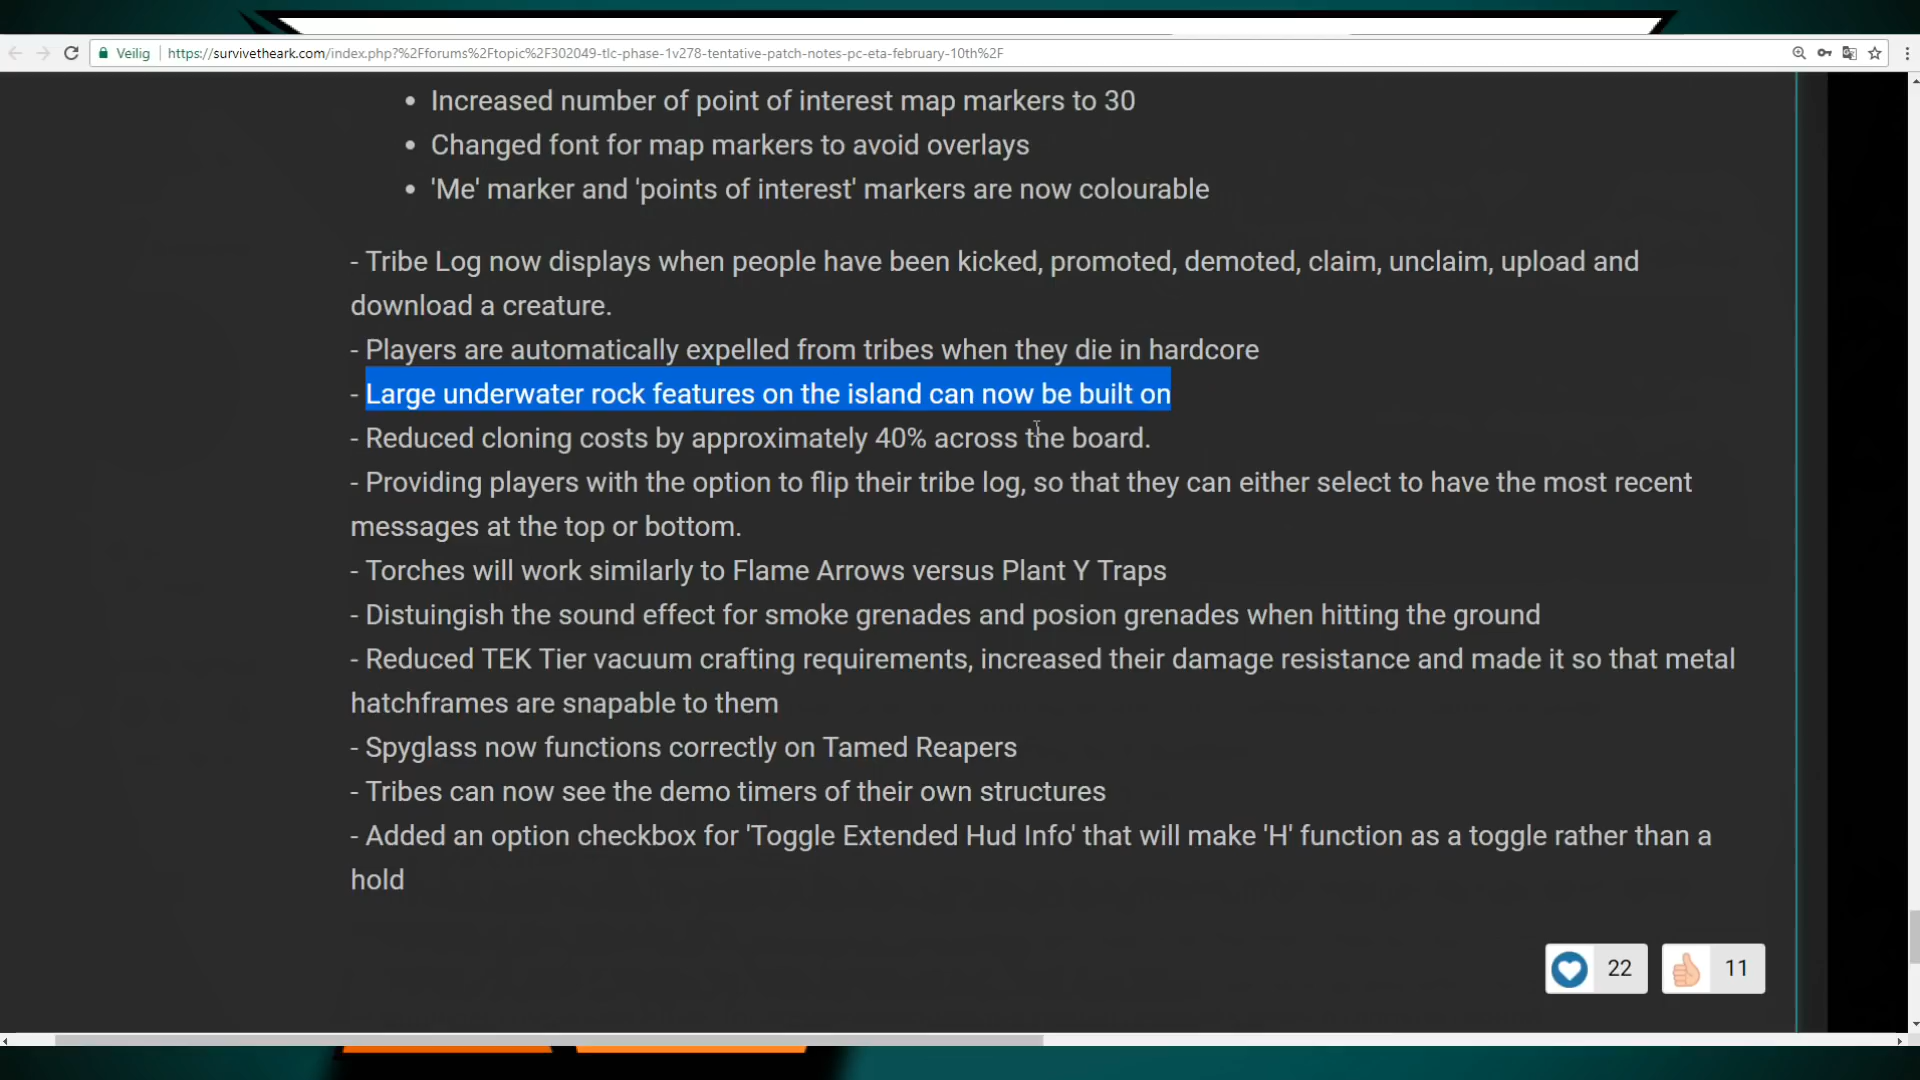 Veilig
https://survivetheark.com/index.php?%2Fforums%2Ftopic%2F302049-tlc-phase-1v278-tentative-patch-notes-pc-eta-february-10th%2F
• Increased number of point of interest map markers to 30
• Changed font for map markers to avoid overlays
• 'Me' marker and 'points of interest' markers are now colourable
- Tribe Log now displays when people have been kicked, promoted, demoted, claim, unclaim, upload and
download a creature.
- Players are automatically expelled from tribes when they die in hardcore
- Large underwater rock features on the island can now be built on
- Reduced cloning costs by approximately 40% across the board.
- Providing players with the option to flip their tribe log, so that they can either select to have the most recent
messages at the top or bottom.
- Torches will work similarly to Flame Arrows versus Plant Y Traps
- Distuingish the sound effect for smoke grenades and posion grenades when hitting the ground
- Reduced TEK Tier vacuum crafting requirements, increased their damage resistance and made it so that metal
hatchframes are snapable to them
- Spyglass now functions correctly on Tamed Reapers
- Tribes can now see the demo timers of their own structures
- Added an option checkbox for 'Toggle Extended Hud Info' that will make 'H' function as a toggle rather than a
hold
22
11